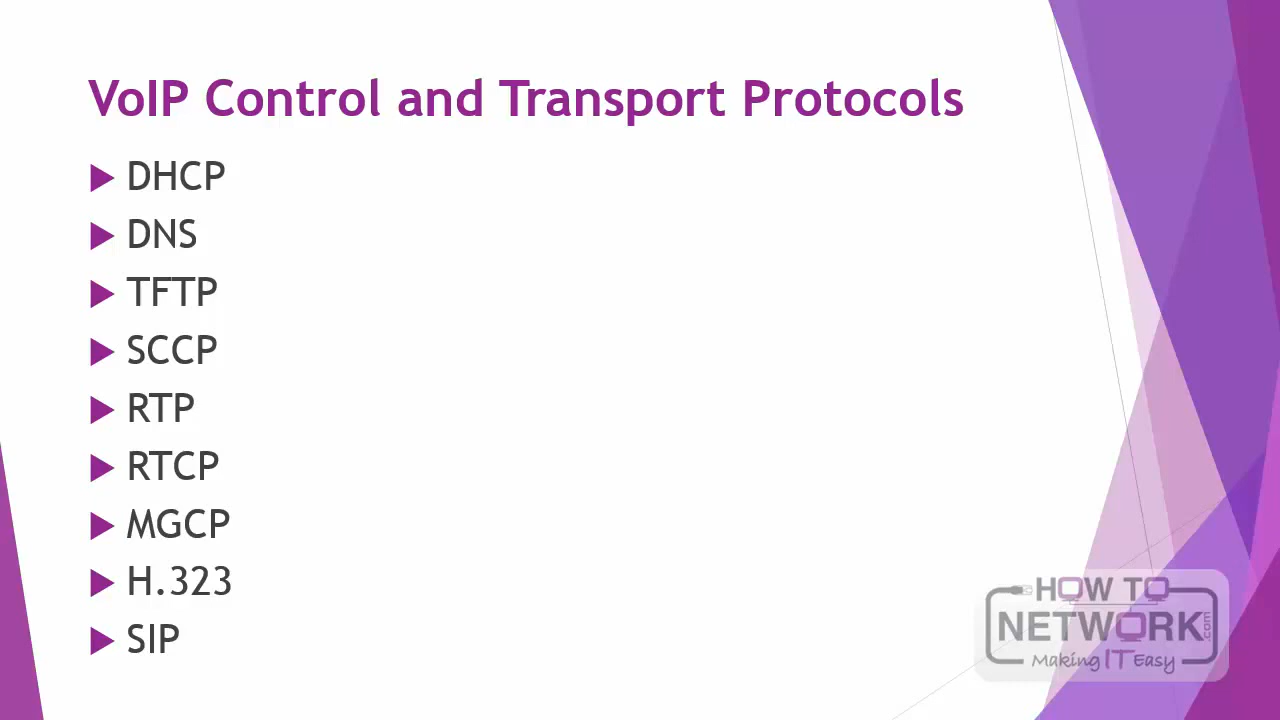 VoIP Control and Transport Protocols
DHCP
DNS
TFTP
SCCP
RTP
RTCP
MGCP
H.323
SIP
HOW TO
NETWORK.com
Making IT Easy